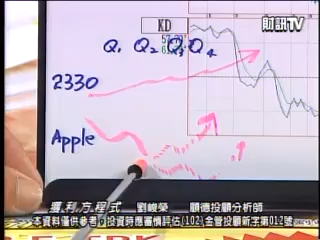 財訊TV
KD
Q₁ Q₂ Q₃ Q₄
2330
Apple
獲利方程式 劉峻榮 顧德投顧分析師
本資料僅供參考,投資時應審慎評估(102)金管投顧新字第012號